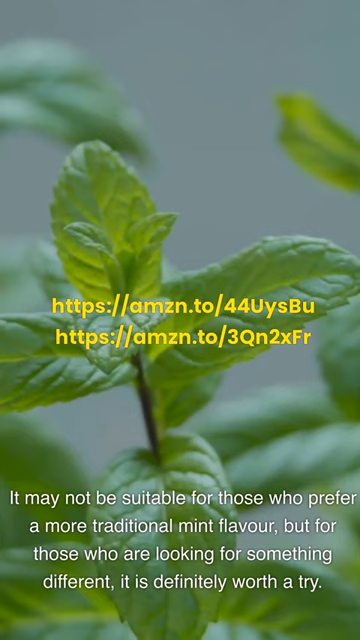 https://amzn.to/44UysBu
https://amzn.to/3Qn2xFr
It may not be suitable for those who prefer
a more traditional mint flavour, but for
those who are looking for something
different, it is definitely worth a try.